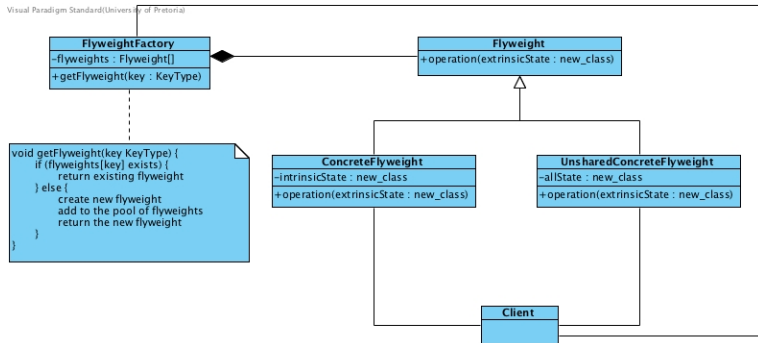 Visual Paradigm Standard(University of Pretoria)
FlyweightFactory
-flyweights : Flyweight[]
+getFlyweight(key : KeyType)
Flyweight
+operation(extrinsicState : new_class)
void getFlyweight(key KeyType) {
if (flyweights[key] exists) {
return existing flyweight
} else {
create new flyweight
add to the pool of flyweights
return the new flyweight
}
}
ConcreteFlyweight
-intrinsicState : new_class
+operation(extrinsicState : new_class)
UnsharedConcreteFlyweight
-allState : new_class
+operation(extrinsicState : new_class)
Client